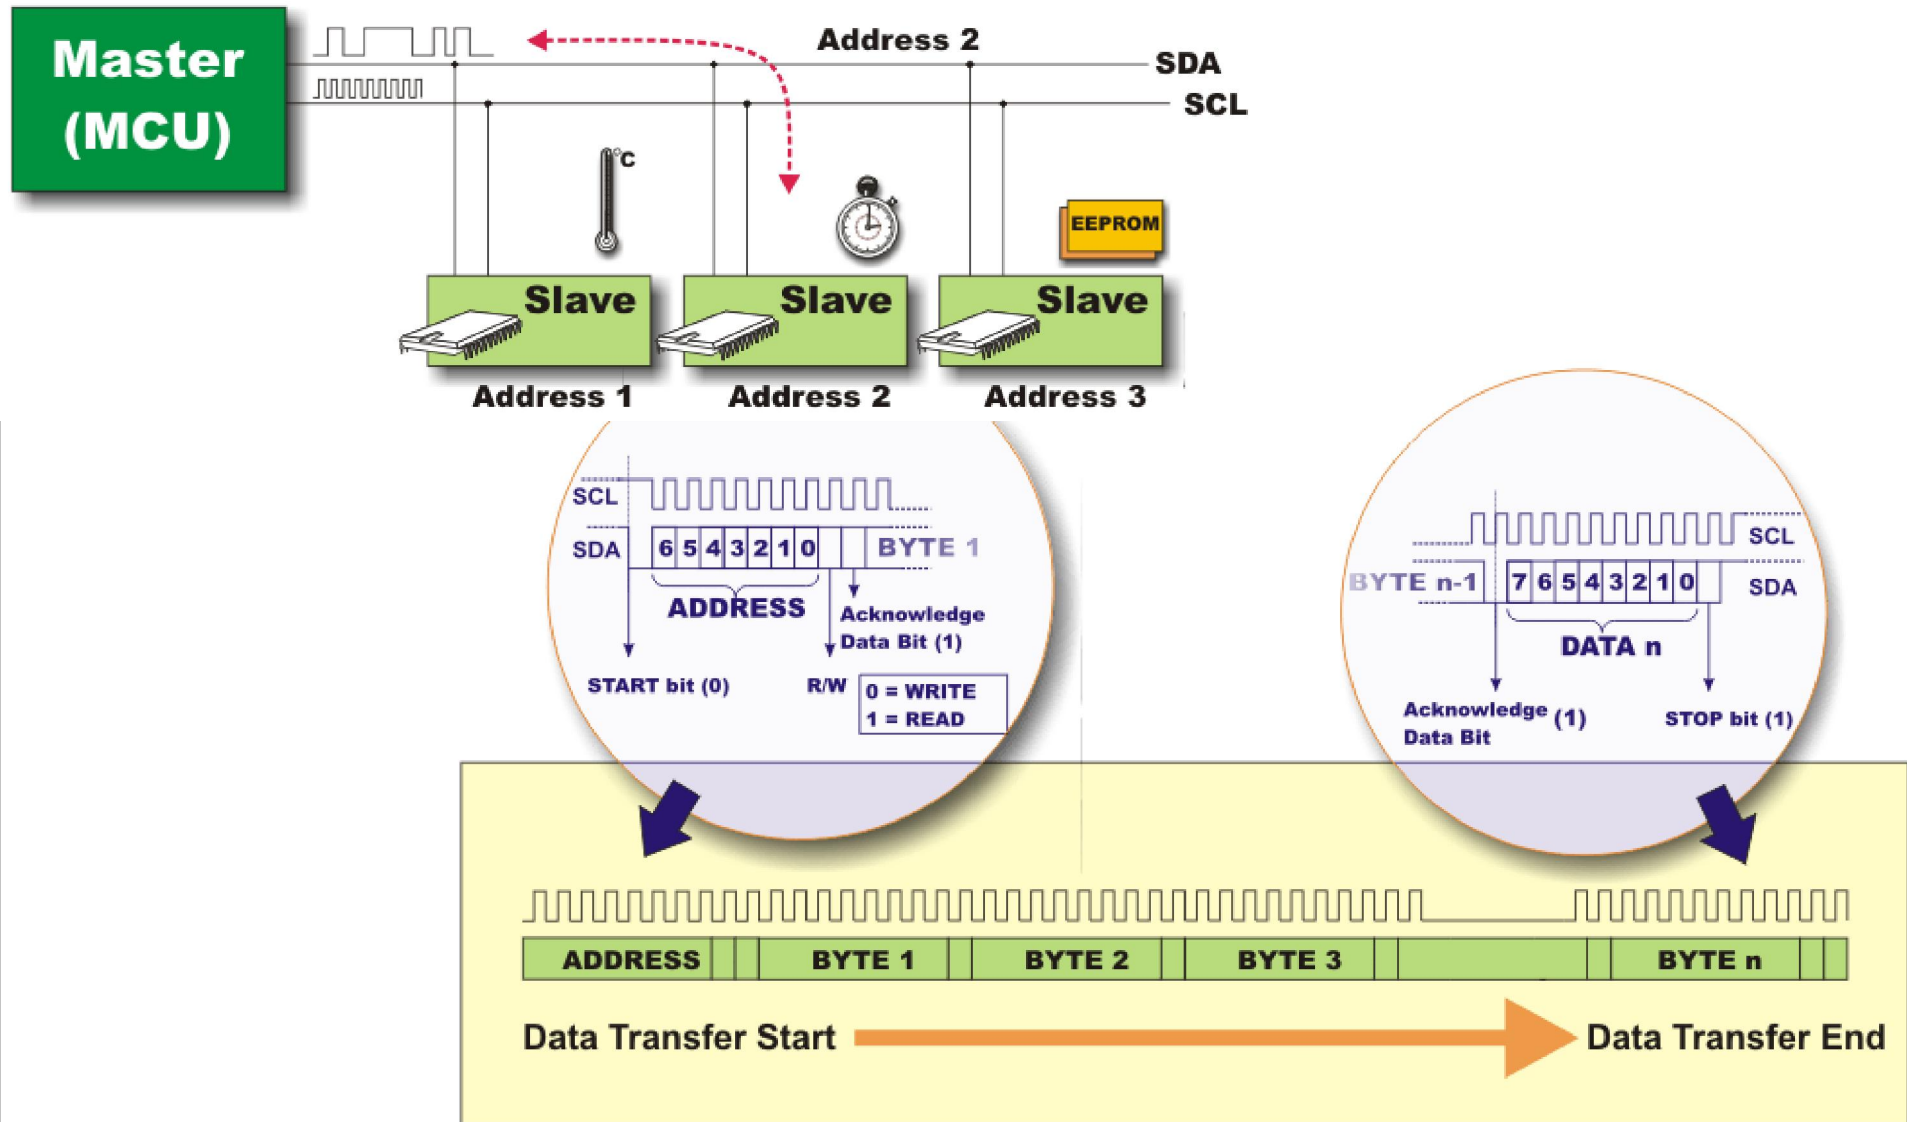 Master
(MCU)
Address 2
SDA
SCL
°C
EEPROM
Slave
Slave
Slave
Address 1
Address 2
Address 3
SCL
SDA
6 5 4 3 2 1 0
BYTE 1
ADDRESS
Acknowledge
Data Bit (1)
START bit (0)
R/W
0 = WRITE
1 = READ
SCL
BYTE n-1
7 6 5 4 3 2 1 0
SDA
DATA n
Acknowledge (1)
Data Bit
STOP bit (1)
ADDRESS
BYTE 1
BYTE 2
BYTE 3
BYTE n
Data Transfer Start
Data Transfer End